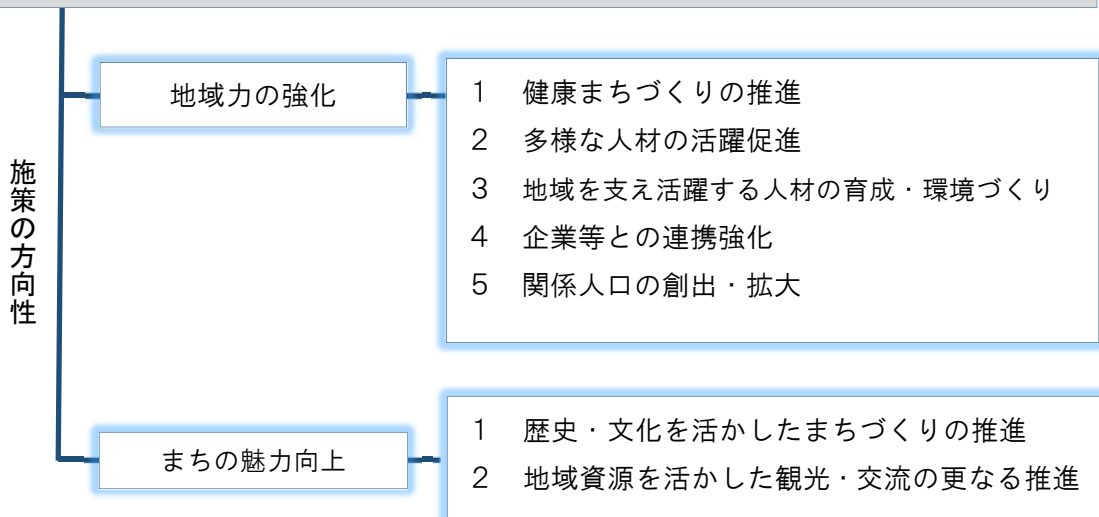 施策の方向性
地域力の強化
1 健康まちづくりの推進
2 多様な人材の活躍促進
3 地域を支え活躍する人材の育成・環境づくり
4 企業等との連携強化
5 関係人口の創出・拡大
まちの魅力向上
1 歴史・文化を活かしたまちづくりの推進
2 地域資源を活かした観光・交流の更なる推進